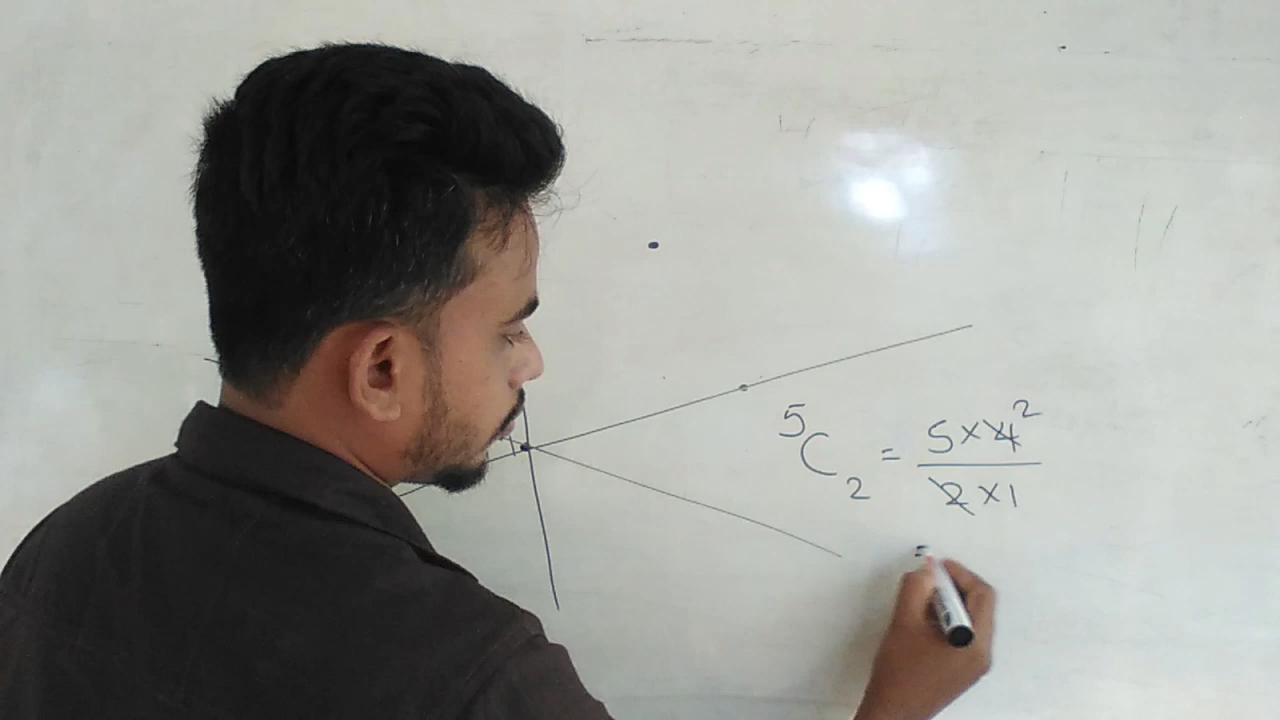 ⁵C₂ = 5×4²
2×1
=